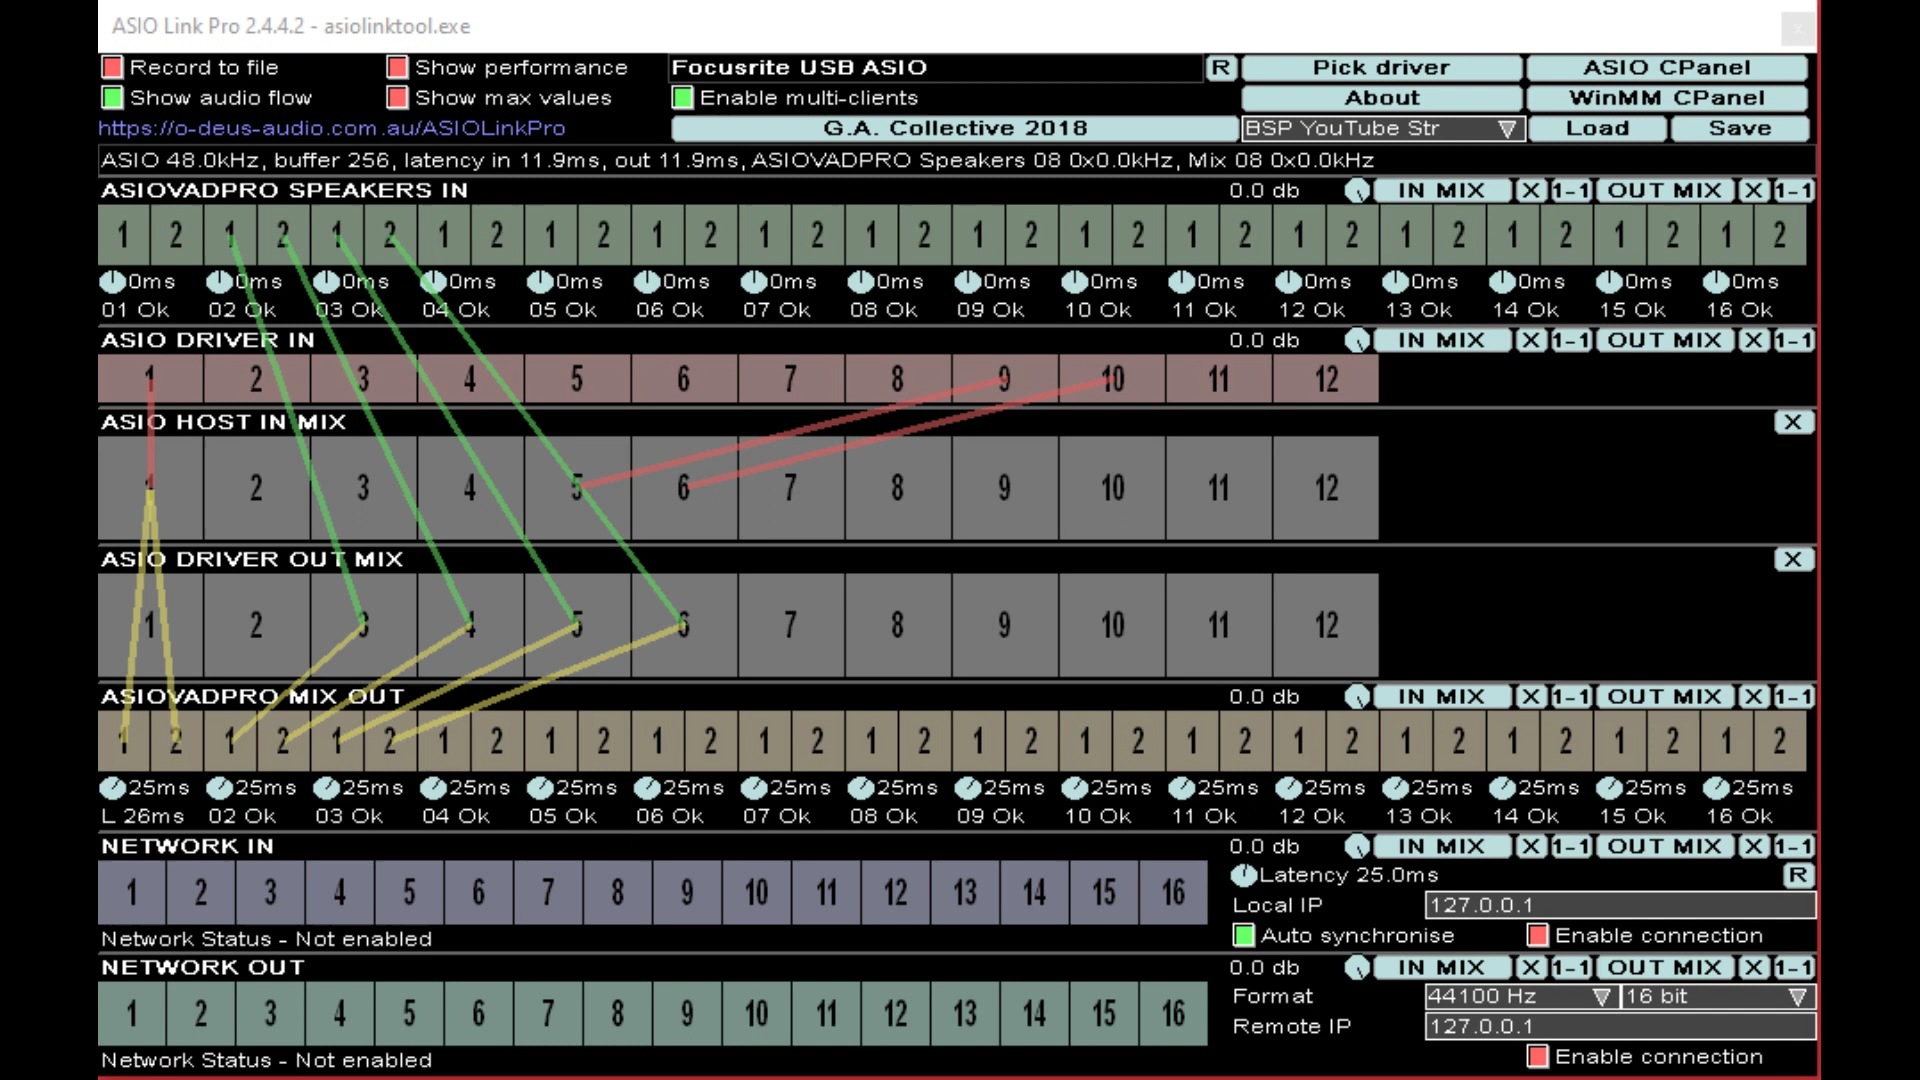 ASIO Link Pro 2.4.4.2 - asiolinktool.exe
Record to file Show performance Focusrite USB ASIO R Pick driver ASIO CPanel
Show audio flow Show max values Enable multi-clients About WinMM CPanel
https://o-deus-audio.com.au/ASIOLinkPro G.A. Collective 2018 BSP YouTube Str Load Save
ASIO 48.0kHz, buffer 256, latency in 11.9ms, out 11.9ms, ASIOVADPRO Speakers 08 0x0.0kHz, Mix 08 0x0.0kHz
ASIOVADPRO SPEAKERS IN 0.0 db IN MIX X 1-1 OUT MIX X 1-1
1 2 1 2 1 2 1 2 1 2 1 2 1 2 1 2 1 2 1 2 1 2 1 2 1 2 1 2 1 2 1 2
0ms 0ms 0ms 0ms 0ms 0ms 0ms 0ms 0ms 0ms 0ms 0ms 0ms 0ms 0ms 0ms
01 Ok 02 Ok 03 Ok 04 Ok 05 Ok 06 Ok 07 Ok 08 Ok 09 Ok 10 Ok 11 Ok 12 Ok 13 Ok 14 Ok 15 Ok 16 Ok
ASIO DRIVER IN 0.0 db IN MIX X 1-1 OUT MIX X 1-1
1 2 3 4 5 6 7 8 9 10 11 12
ASIO HOST IN MIX X
1 2 3 4 5 6 7 8 9 10 11 12
ASIO DRIVER OUT MIX X
1 2 3 4 5 6 7 8 9 10 11 12
ASIOVADPRO MIX OUT 0.0 db IN MIX X 1-1 OUT MIX X 1-1
1 2 1 2 1 2 1 2 1 2 1 2 1 2 1 2 1 2 1 2 1 2 1 2 1 2 1 2 1 2 1 2
25ms 25ms 25ms 25ms 25ms 25ms 25ms 25ms 25ms 25ms 25ms 25ms 25ms 25ms 25ms 25ms
L 26ms 02 Ok 03 Ok 04 Ok 05 Ok 06 Ok 07 Ok 08 Ok 09 Ok 10 Ok 11 Ok 12 Ok 13 Ok 14 Ok 15 Ok 16 Ok
NETWORK IN 0.0 db IN MIX X 1-1 OUT MIX X 1-1
Latency 25.0ms R
1 2 3 4 5 6 7 8 9 10 11 12 13 14 15 16
Local IP 127.0.0.1
Network Status - Not enabled Auto synchronise Enable connection
NETWORK OUT 0.0 db IN MIX X 1-1 OUT MIX X 1-1
Format 44100 Hz 16 bit
1 2 3 4 5 6 7 8 9 10 11 12 13 14 15 16
Remote IP 127.0.0.1
Network Status - Not enabled Enable connection